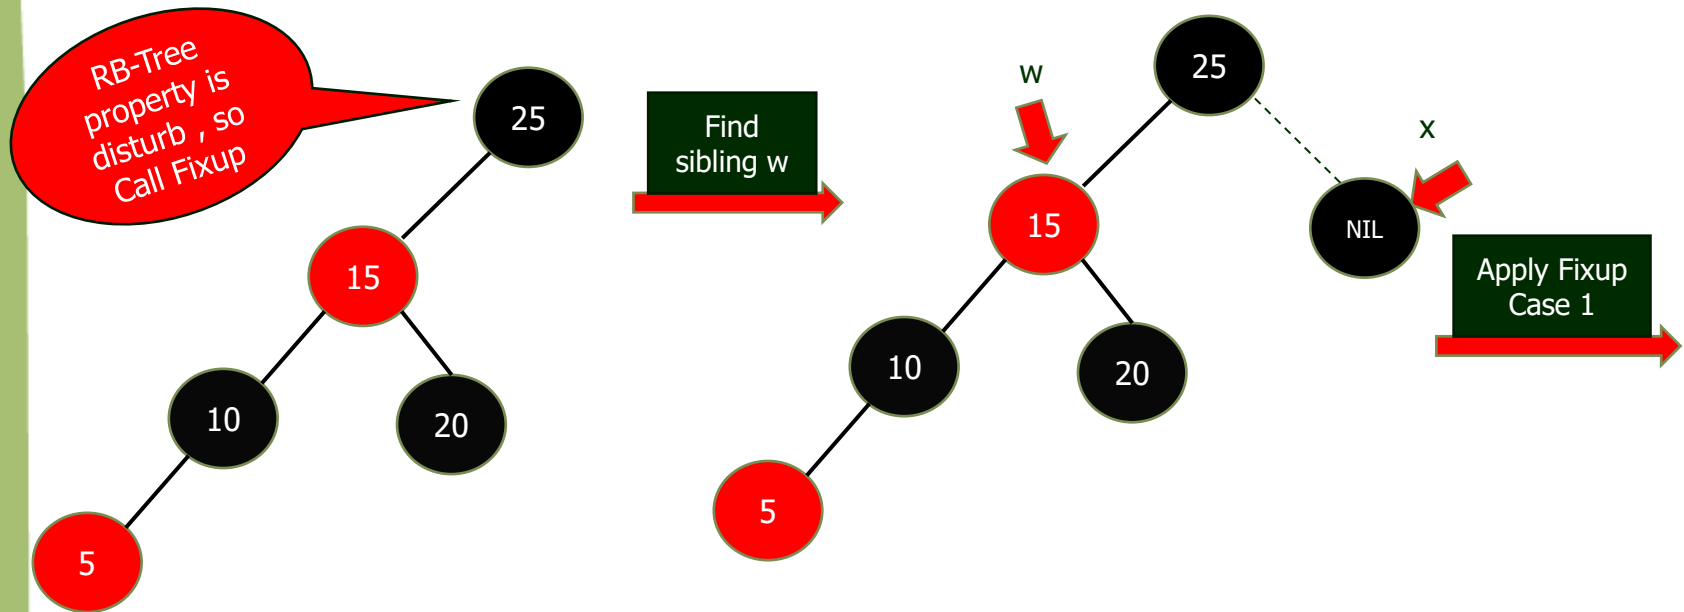 RB-Tree
property is
disturb , so
Call Fixup
25
15
10
20
5
Find
sibling w
w
25
x
15
NIL
10
20
5
Apply Fixup
Case 1